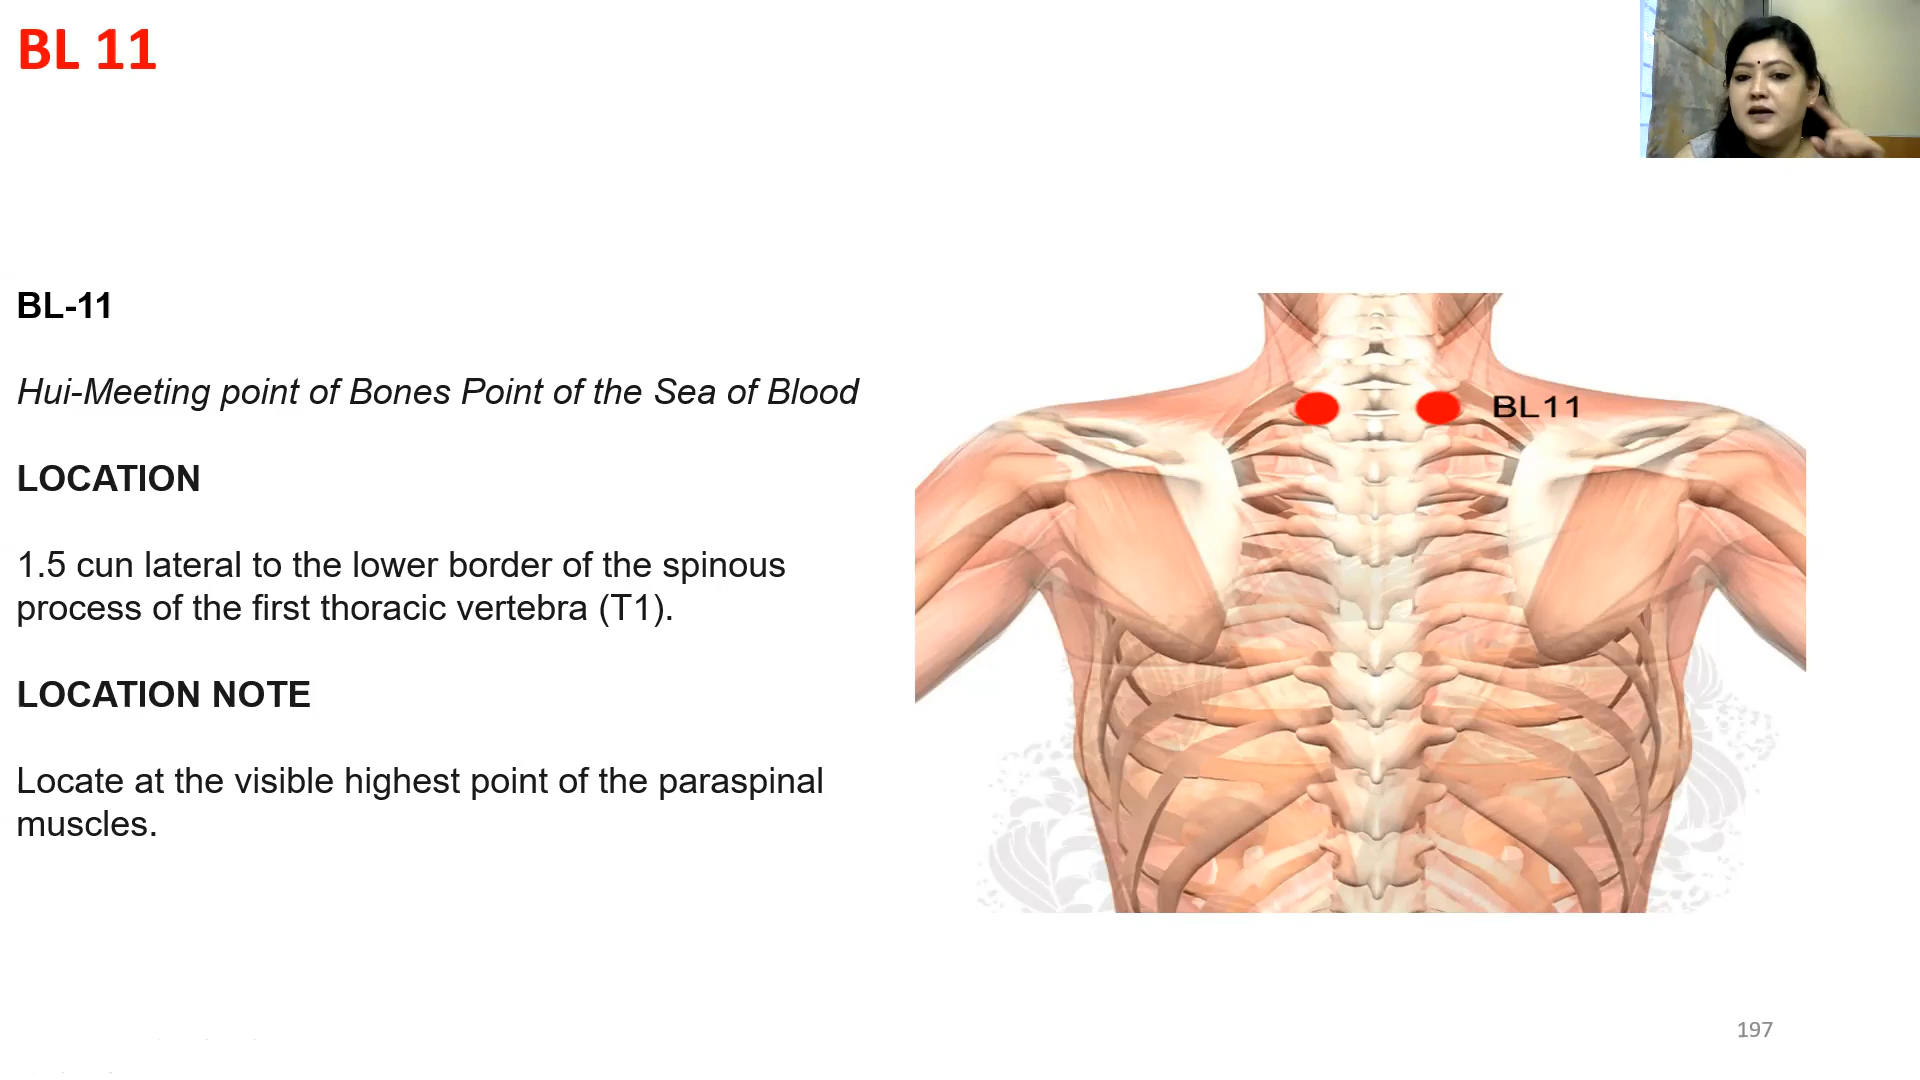 BL 11
BL-11
Hui-Meeting point of Bones Point of the Sea of Blood
LOCATION
1.5 cun lateral to the lower border of the spinous
process of the first thoracic vertebra (T1).
LOCATION NOTE
Locate at the visible highest point of the paraspinal
muscles.
BL11
197